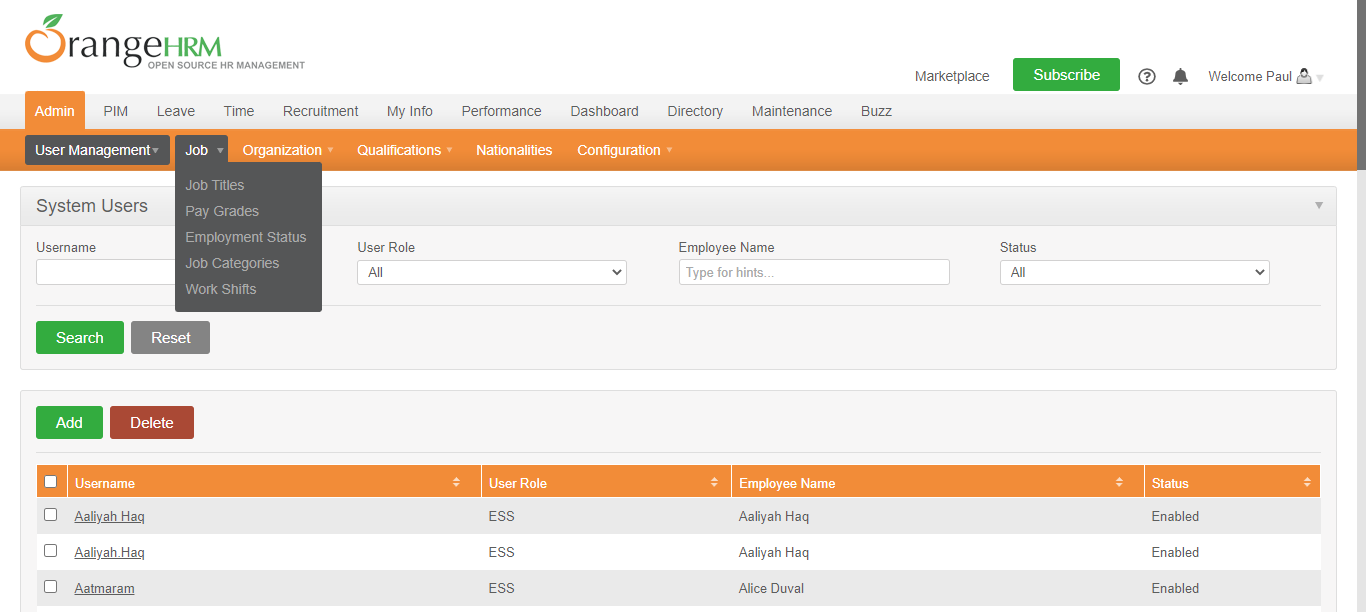 OrangeHRM
OPEN SOURCE HR MANAGEMENT
Marketplace Subscribe ? Welcome Paul
Admin PIM Leave Time Recruitment My Info Performance Dashboard Directory Maintenance Buzz
User Management Job Organization Qualifications Nationalities Configuration
Job Titles
Pay Grades
Employment Status
Job Categories
Work Shifts
System Users
Username User Role Employee Name Status
All Type for hints... All
Search Reset
Add Delete
Username User Role Employee Name Status
Aaliyah Haq ESS Aaliyah Haq Enabled
Aaliyah.Haq ESS Aaliyah Haq Enabled
Aatmaram ESS Alice Duval Enabled